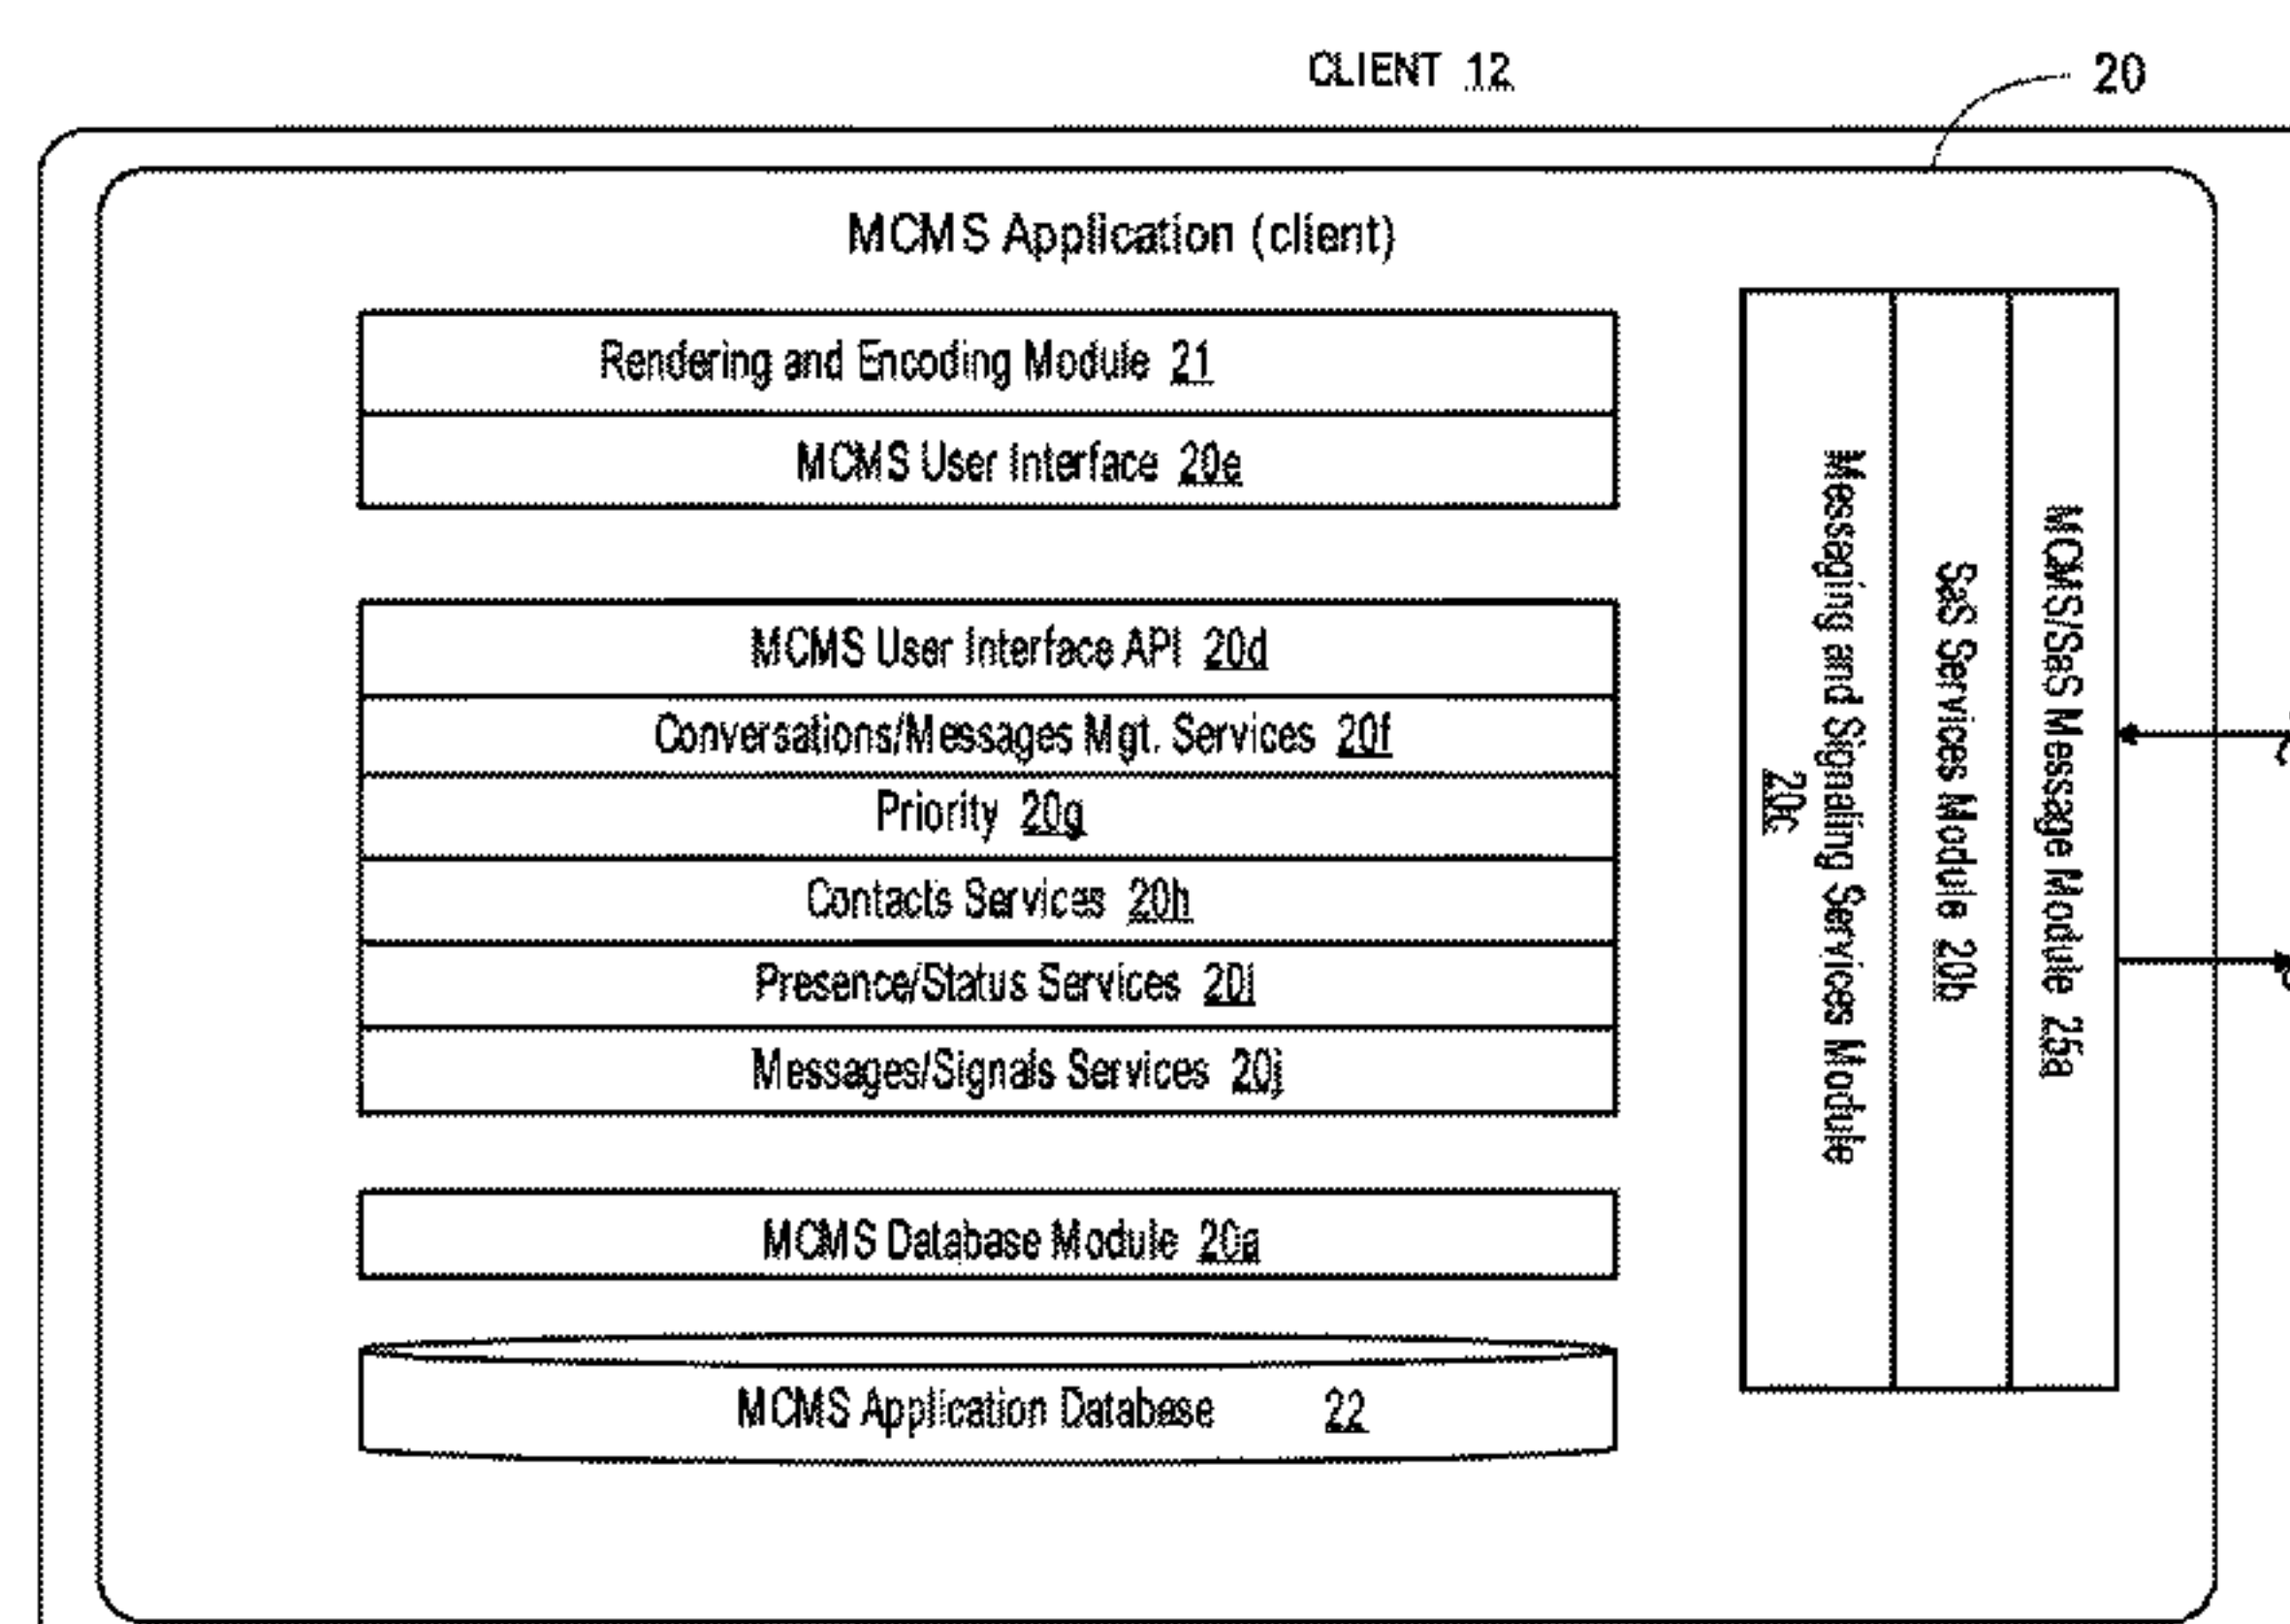 CLIENT 12
20
MCMS Application (client)
Rendering and Encoding Module 21
MCMS User Interface 20e
MCMS User Interface API 20d
Conversations/Messages Mgt. Services 20f
Priority 20g
Contacts Services 20h
Presence/Status Services 20i
Messages/Signals Services 20j
MCMS Database Module 20a
MCMS Application Database 22
Messaging and Signaling Services Module
20c
SaS Services Module 20b
MCMS/SaS Message Module 26a